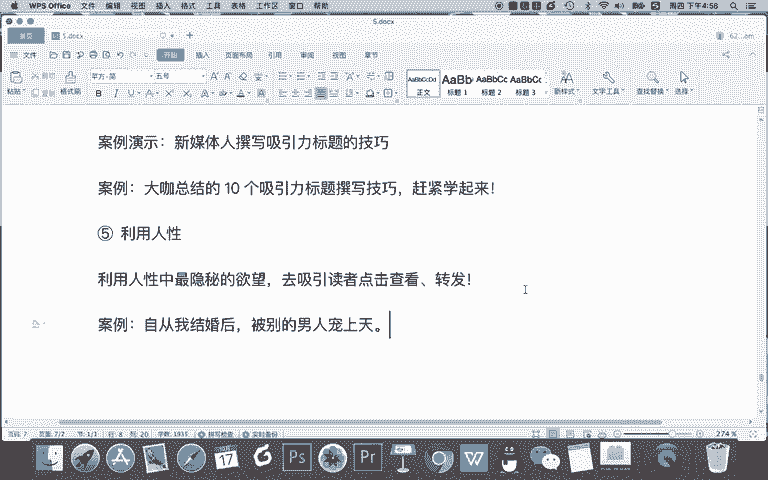 WPS Office 文件 编辑 视图 插入 格式 工具 表格 工作区 窗口 帮助
周四 下午4:56
5.docx
首页 5.docx
文件 开始 插入 页面布局 引用 审阅 视图 章节
粘贴 剪切 复制 格式刷 苹方-简 五号
AaBbCcDd AaBb AaBbCc AaBbCc
正文 标题 1 标题 2 标题 3 新样式 文字工具 查找替换 选择
案例演示：新媒体人撰写吸引力标题的技巧
案例：大咖总结的 10 个吸引力标题撰写技巧，赶紧学起来！
⑤ 利用人性
利用人性中最隐秘的欲望，去吸引读者点击查看、转发！
案例：自从我结婚后，被别的男人宠上天。
页码: 7 页面: 7/7 节: 1/1 行: 8 列: 20 字数: 1935 拼写检查 实时备份 274 %
17 Ps Pr